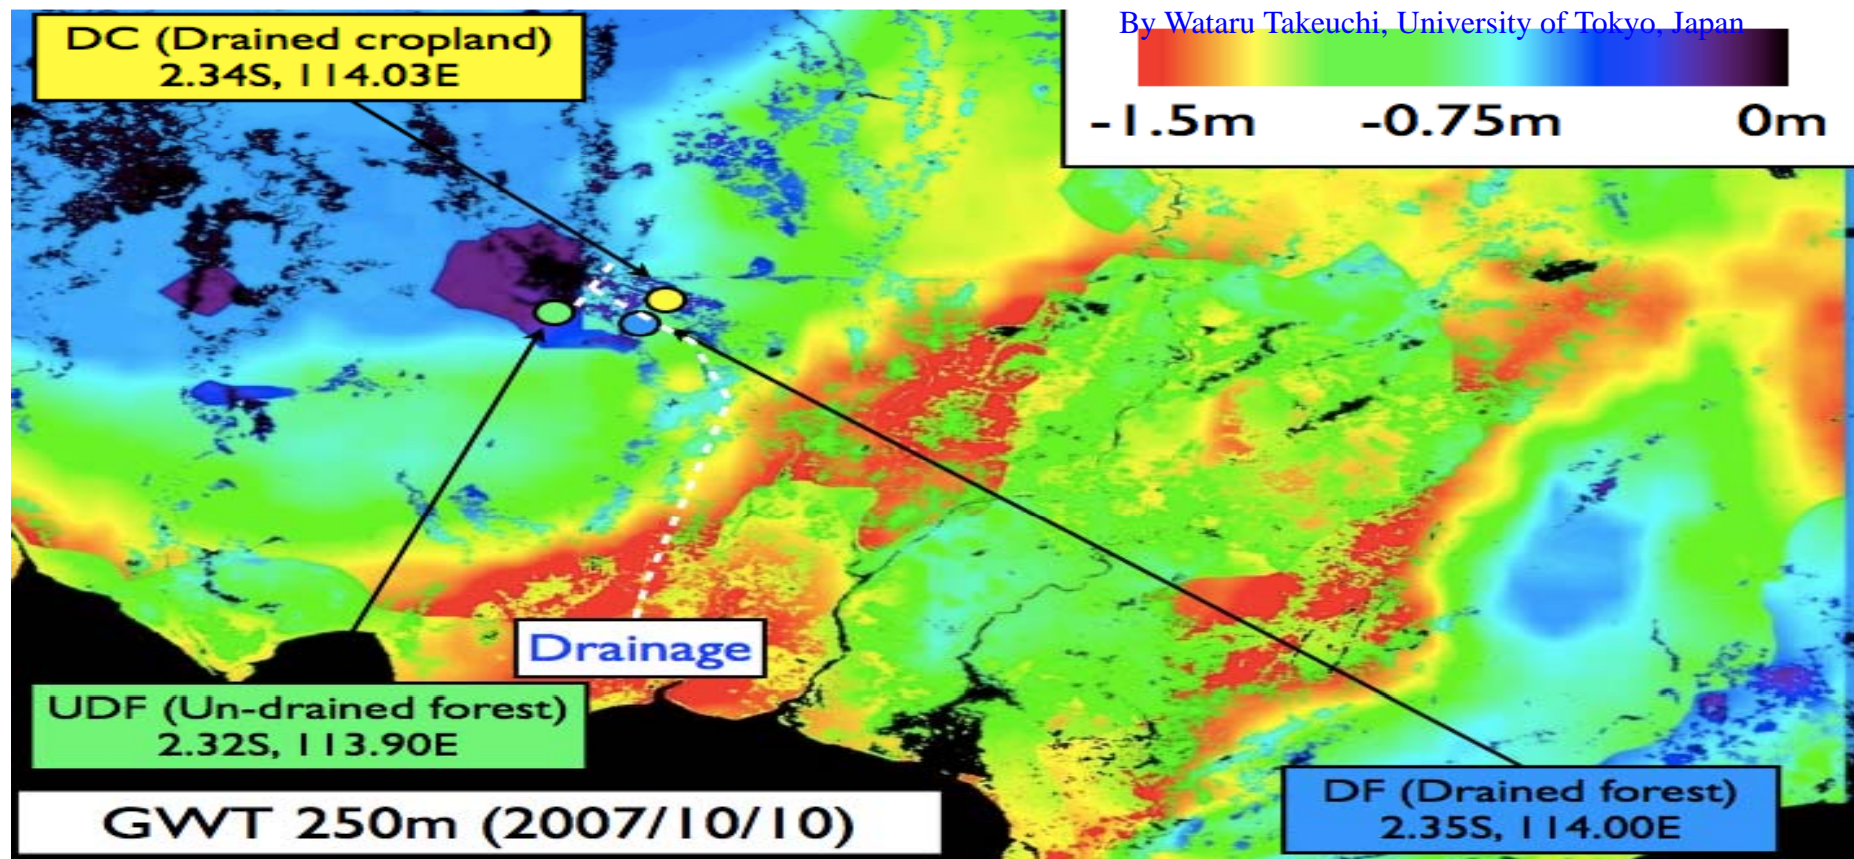 By Wataru Takeuchi, University of Tokyo, Japan
DC (Drained cropland)
2.34S, 114.03E
-1.5m -0.75m 0m
Drainage
UDF (Un-drained forest)
2.32S, 113.90E
DF (Drained forest)
2.35S, 114.00E
GWT 250m (2007/10/10)